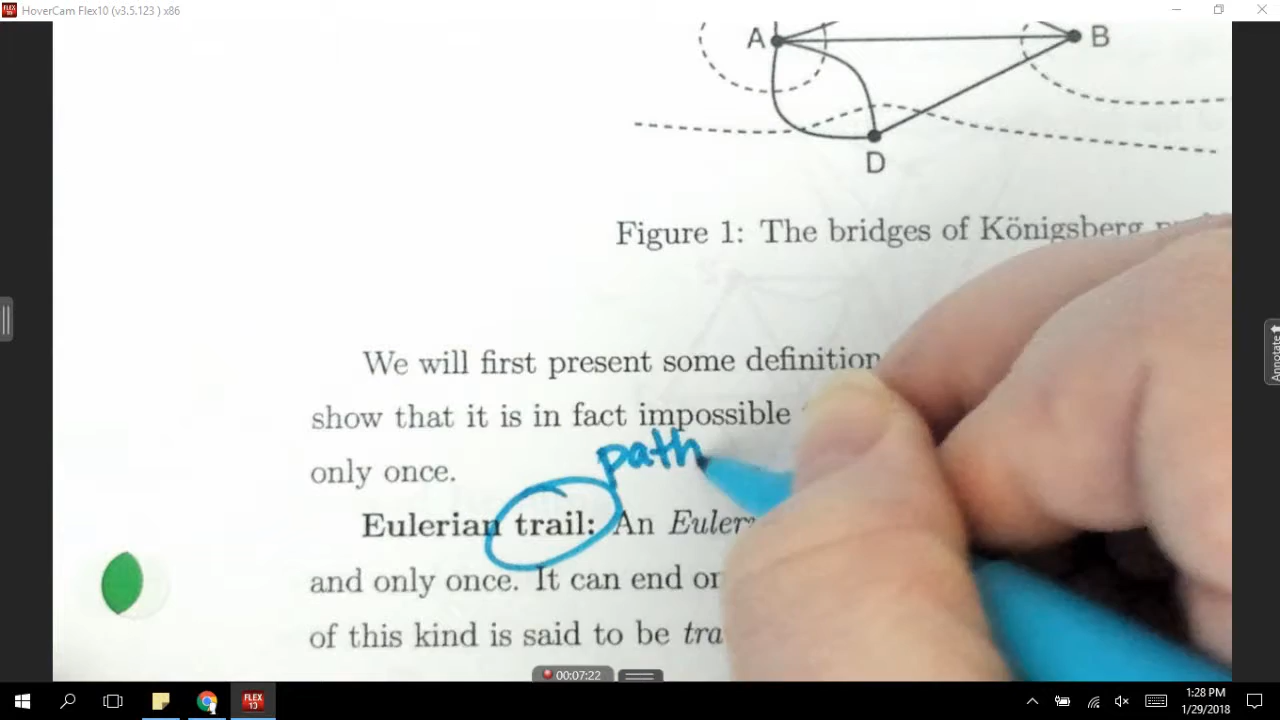 HoverCam Flex10 (v3.5.123 ) x86
A
B
D
Figure 1: The bridges of Königsberg
We will first present some definition
show that it is in fact impossible
path
only once.
Eulerian trail: An Euler
and only once. It can end or
of this kind is said to be tra
Annotate
00:07:22
FLEX
1:28 PM
1/29/2018